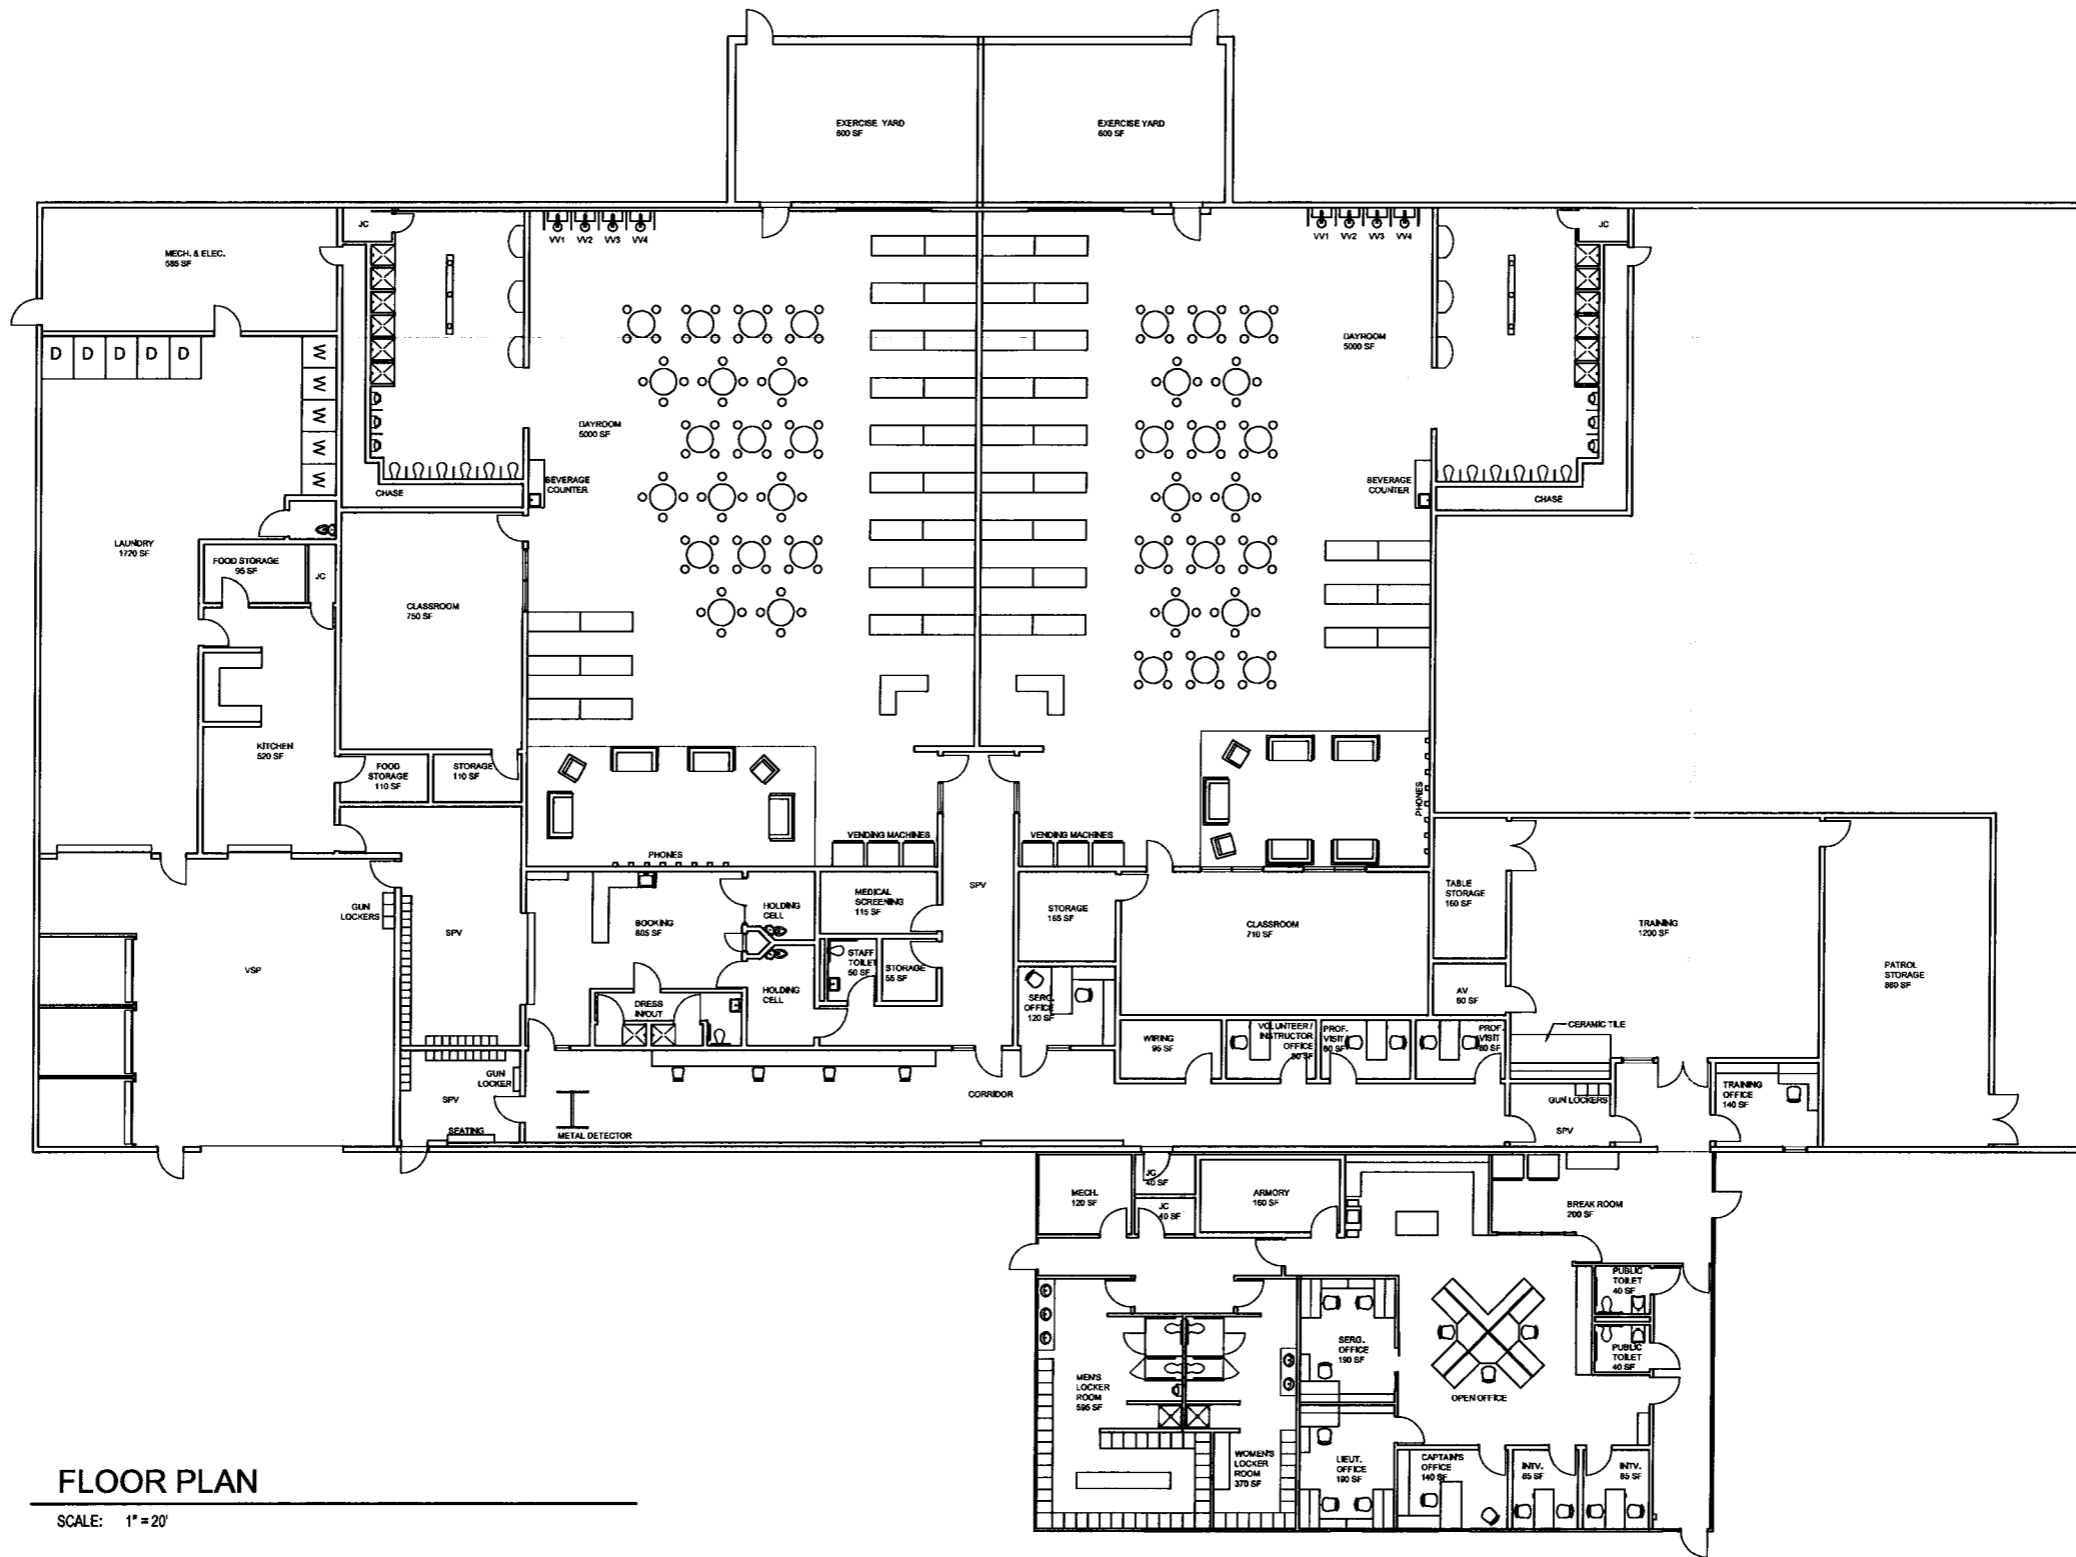 EXERCISE YARD
600 SF
EXERCISE YARD
600 SF
JC
VV1 VV2 VV3 VV4
VV1 VV2 VV3 VV4
JC
MECH. & ELEC.
585 SF
D D D D D
W
W
W
W
W
DAYROOM
5000 SF
DAYROOM
5000 SF
BEVERAGE
COUNTER
BEVERAGE
COUNTER
CHASE
CHASE
LAUNDRY
1720 SF
FOOD STORAGE
95 SF
JC
CLASSROOM
750 SF
KITCHEN
520 SF
FOOD
STORAGE
110 SF
STORAGE
110 SF
PHONES
VENDING MACHINES
VENDING MACHINES
PHONES
GUN
LOCKERS
SPV
BOOKING
805 SF
HOLDING
CELL
MEDICAL
SCREENING
115 SF
SPV
STORAGE
165 SF
CLASSROOM
710 SF
TABLE
STORAGE
160 SF
TRAINING
1200 SF
PATROL
STORAGE
880 SF
VSP
DRESS
IN/OUT
HOLDING
CELL
STAFF
TOILET
50 SF
STORAGE
55 SF
SERG.
OFFICE
120 SF
AV
60 SF
CERAMIC TILE
WIRING
95 SF
VOLUNTEER /
INSTRUCTOR
OFFICE
80 SF
PROF.
VISIT
80 SF
PROF.
VISIT
80 SF
GUN
LOCKER
SPV
SEATING
METAL DETECTOR
CORRIDOR
GUN LOCKERS
SPV
TRAINING
OFFICE
140 SF
MECH.
120 SF
JC
40 SF
JC
40 SF
ARMORY
160 SF
BREAK ROOM
200 SF
PUBLIC
TOILET
40 SF
PUBLIC
TOILET
40 SF
SERG.
OFFICE
190 SF
OPEN OFFICE
MEN'S
LOCKER
ROOM
595 SF
WOMEN'S
LOCKER
ROOM
370 SF
LIEUT.
OFFICE
190 SF
CAPTAIN'S
OFFICE
140 SF
INTV.
85 SF
INTV.
85 SF
FLOOR PLAN
SCALE: 1" = 20'